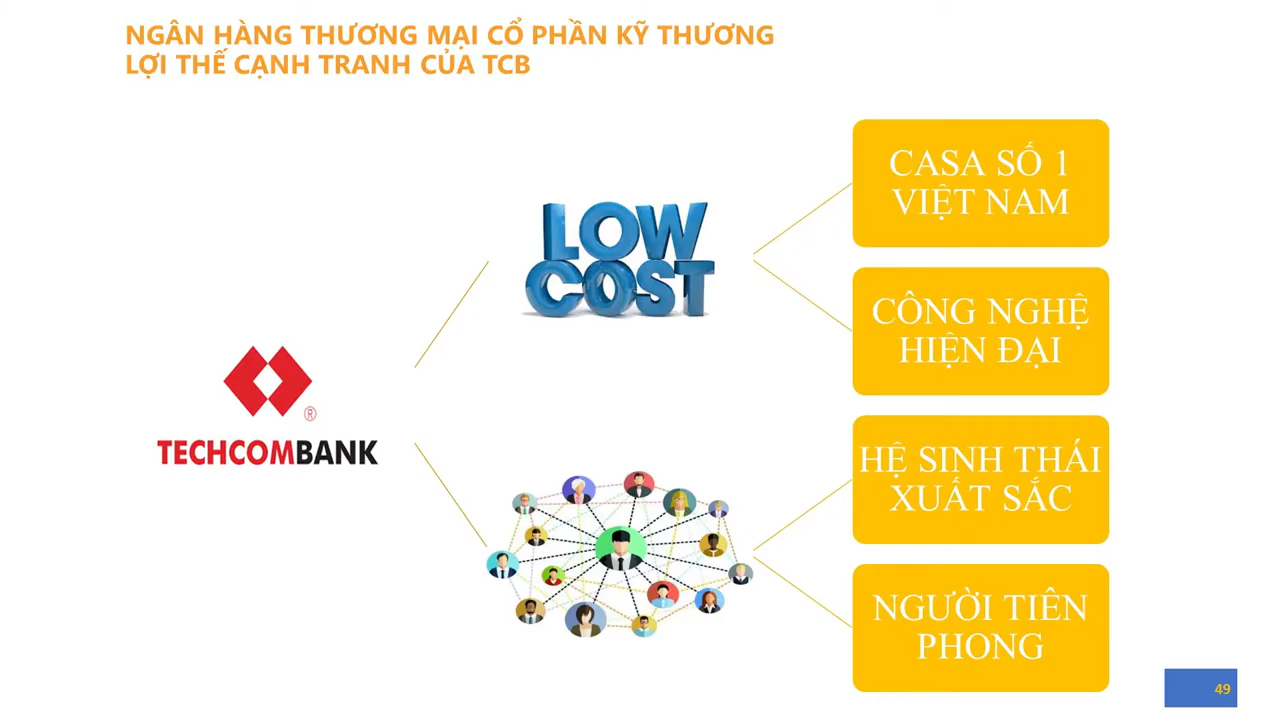 NGÂN HÀNG THƯƠNG MẠI CỔ PHẦN KỸ THƯƠNG
LỢI THẾ CẠNH TRANH CỦA TCB
CASA SỐ 1
VIỆT NAM
LOW
COST
CÔNG NGHỆ
HIỆN ĐẠI
®
TECHCOMBANK
HỆ SINH THÁI
XUẤT SẮC
NGƯỜI TIÊN
PHONG
49